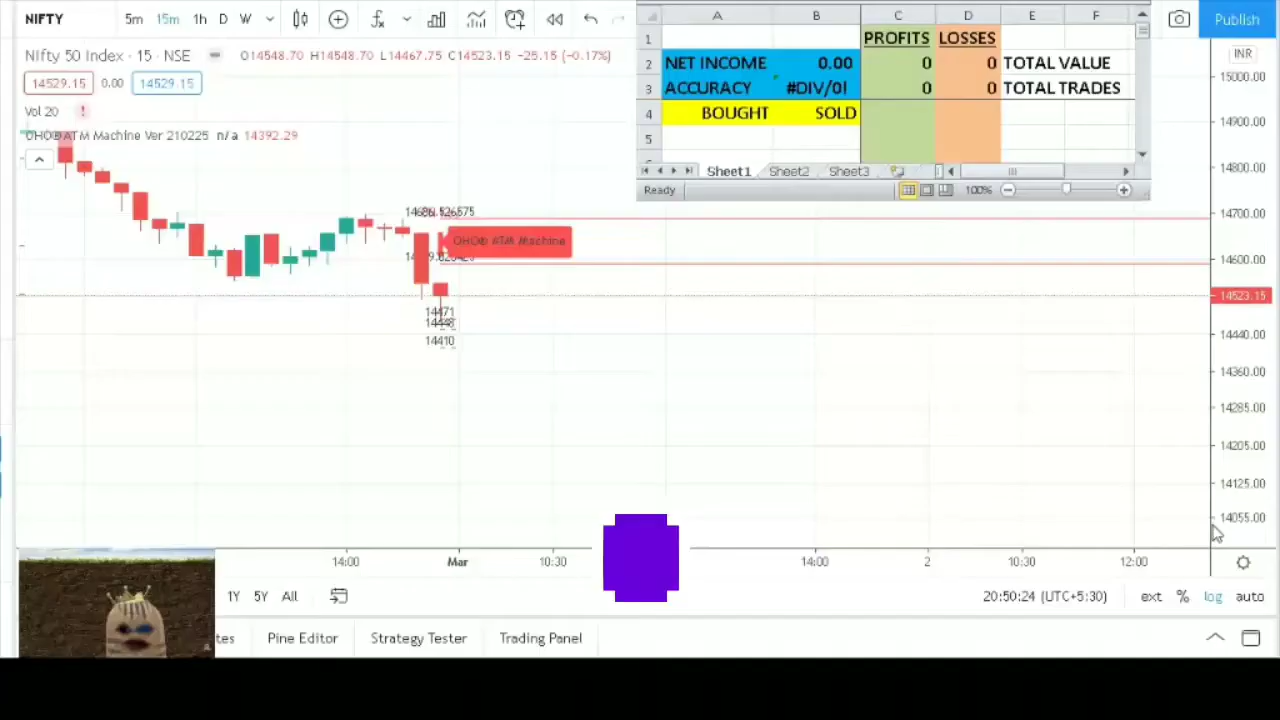 NIFTY 5m 15m 1h D W Publish
NIfty 50 Index · 15 · NSE O14548.70 H14548.70 L14467.75 C14523.15 −25.15 (−0.17%)
14529.15 0.00 14529.15
Vol 20
OHO® ATM Machine Ver 210225 n/a 14392.29
A B C D E F
1 PROFITS LOSSES
2 NET INCOME 0.00 0 0 TOTAL VALUE
3 ACCURACY #DIV/0! 0 0 TOTAL TRADES
4 BOUGHT SOLD
5
Sheet1 Sheet2 Sheet3
Ready 100%
OHO® ATM Machine
14471
14448
14410
INR
15000.00
14900.00
14800.00
14700.00
14600.00
14523.15
14440.00
14360.00
14285.00
14205.00
14125.00
14055.00
14:00 Mar 10:30 14:00 2 10:30 12:00
1Y 5Y All 20:50:24 (UTC+5:30) ext % log auto
tes Pine Editor Strategy Tester Trading Panel